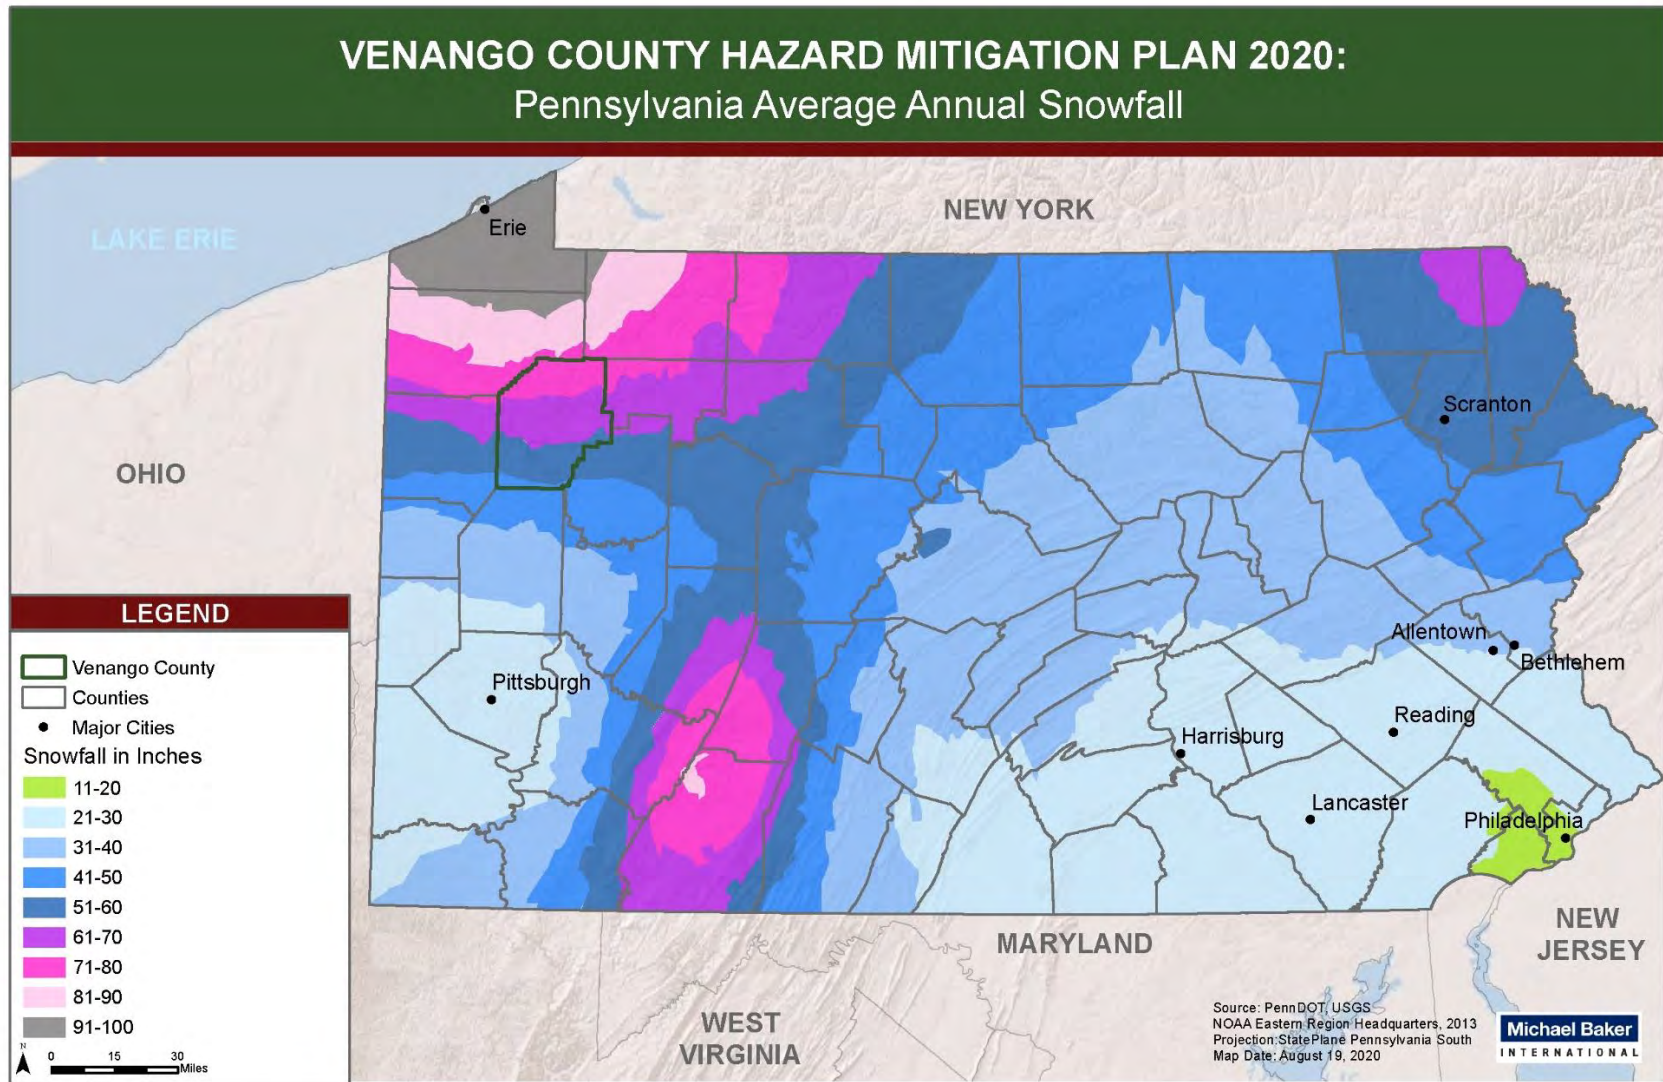 VENANGO COUNTY HAZARD MITIGATION PLAN 2020:
Pennsylvania Average Annual Snowfall
LAKE ERIE
Erie
NEW YORK
OHIO
Scranton
Allentown
Bethlehem
Pittsburgh
Reading
Harrisburg
Lancaster
Philadelphia
MARYLAND
NEW
JERSEY
WEST
VIRGINIA
LEGEND
Venango County
Counties
Major Cities
Snowfall in Inches
11-20
21-30
31-40
41-50
51-60
61-70
71-80
81-90
91-100
N
0 15 30
Miles
Source: PennDOT, USGS
NOAA Eastern Region Headquarters, 2013
Projection:StatePlane Pennsylvania South
Map Date: August 19, 2020
Michael Baker
INTERNATIONAL